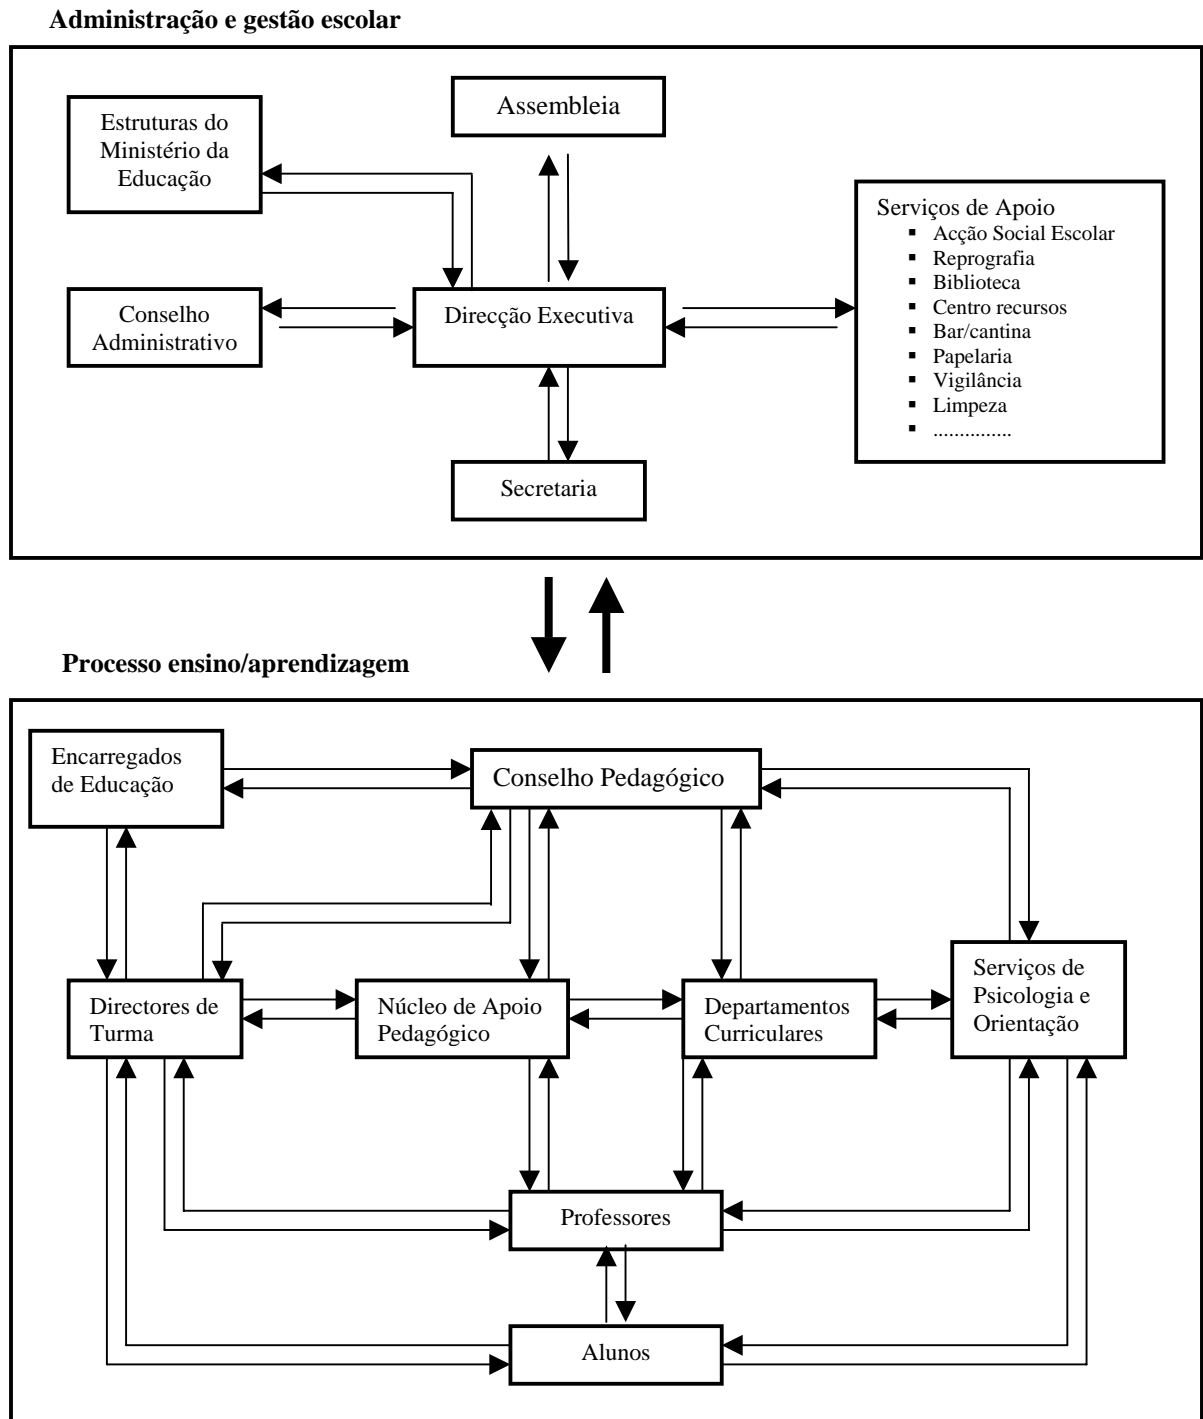 Administração e gestão escolar
Assembleia
Estruturas do
Ministério da
Educação
Serviços de Apoio
▪ Acção Social Escolar
▪ Reprografia
▪ Biblioteca
▪ Centro recursos
▪ Bar/cantina
▪ Papelaria
▪ Vigilância
▪ Limpeza
▪ ...............
Conselho
Administrativo
Direcção Executiva
Secretaria
Processo ensino/aprendizagem
Encarregados
de Educação
Conselho Pedagógico
Directores de
Turma
Núcleo de Apoio
Pedagógico
Departamentos
Curriculares
Serviços de
Psicologia e
Orientação
Professores
Alunos